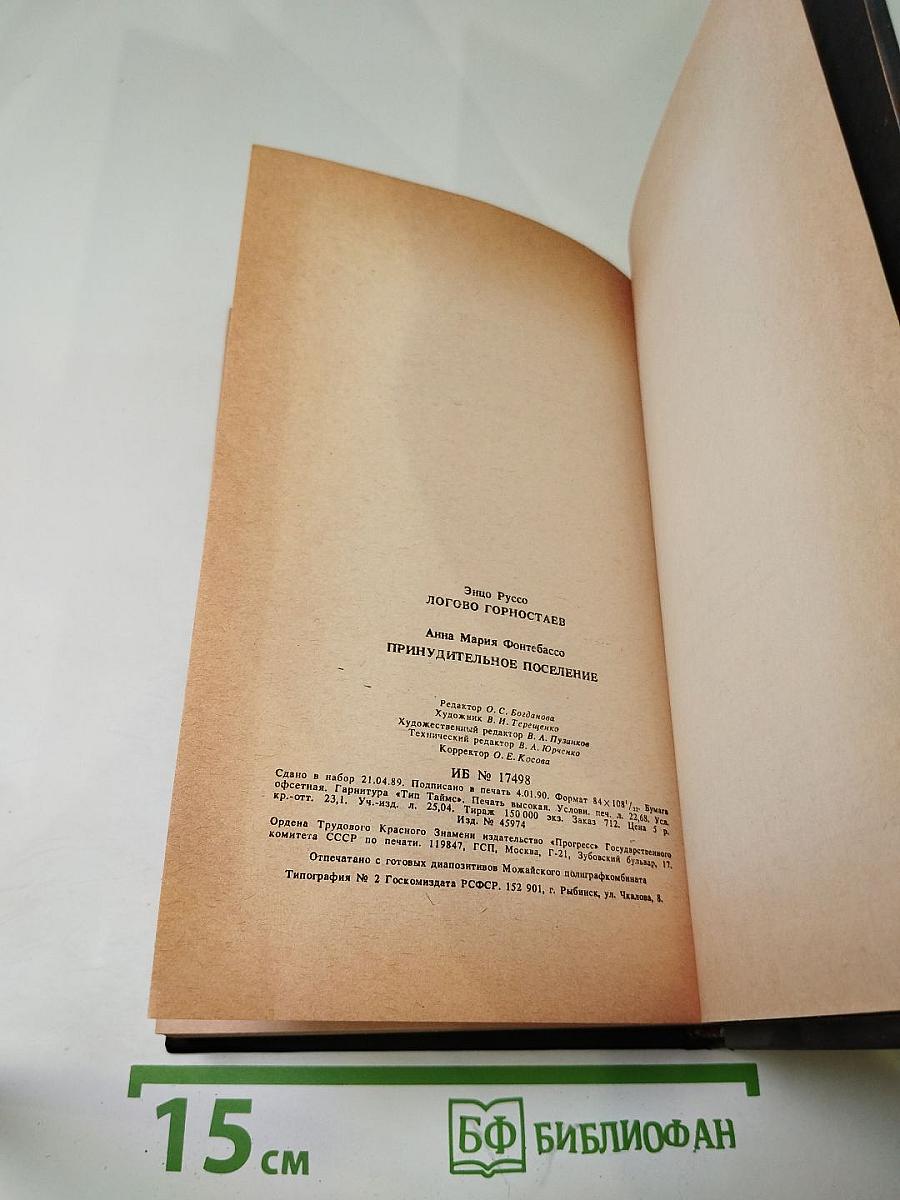 Энцо Руссо
ЛОГОВО ГОРНОСТАЕВ
Анна Мария Фонтебассо
ПРИНУДИТЕЛЬНОЕ ПОСЕЛЕНИЕ
Редактор О. С. Богданова
Художник В. И. Терещенко
Художественный редактор В. А. Пузанков
Технический редактор В. А. Юрченко
Корректор О. Е. Косова
ИБ № 17498
Сдано в набор 21.04.89. Подписано в печать 4.01.90. Формат 84×108¹/₃₂. Бумага
офсетная. Гарнитура «Тип Таймс». Печать высокая. Условн. печ. л. 22,68. Усл.
кр.-отт. 23,1. Уч.-изд. л. 25,04. Тираж 150 000 экз. Заказ 712. Цена 5 р.
Изд. № 45974
Ордена Трудового Красного Знамени издательство «Прогресс» Государственного
комитета СССР по печати. 119847, ГСП, Москва, Г-21, Зубовский бульвар, 17.
Отпечатано с готовых диапозитивов Можайского полиграфкомбината
Типография № 2 Госкомиздата РСФСР. 152 901, г. Рыбинск, ул. Чкалова, 8.
15 см
БФ БИБЛИОФАН